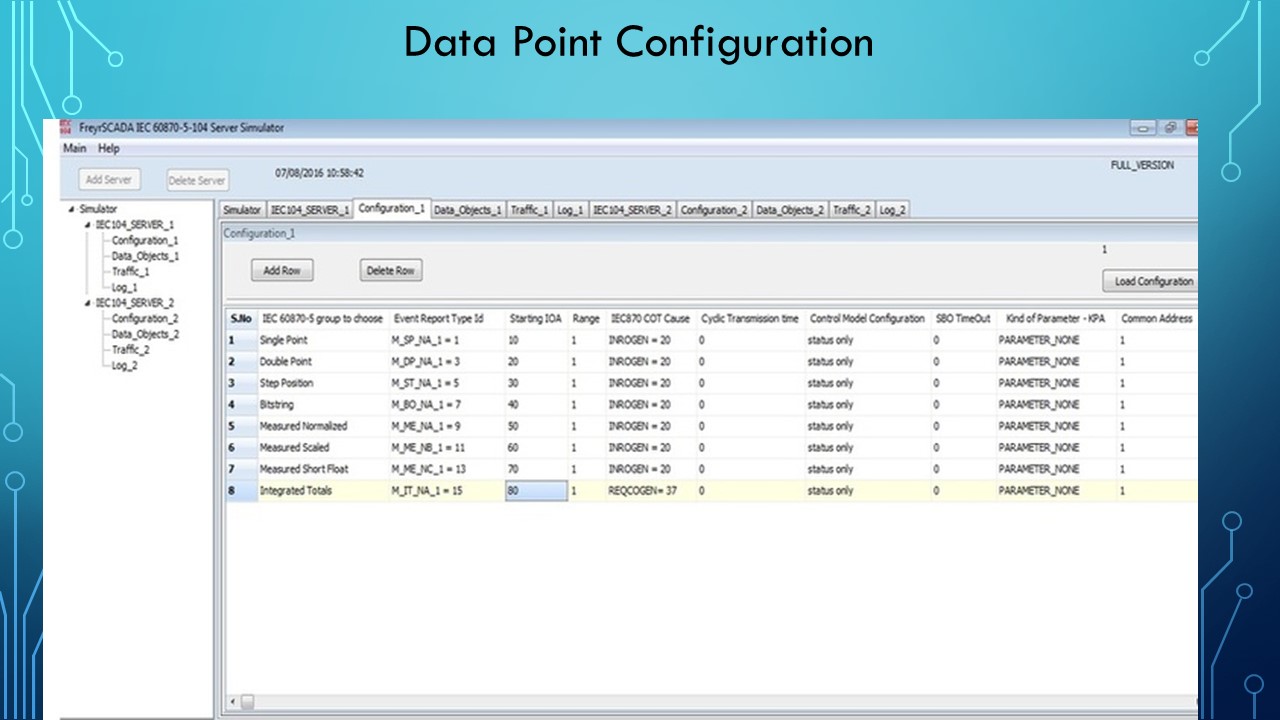 Data Point Configuration
FreyrSCADA IEC 60870-5-104 Server Simulator
Main Help
Add Server Delete Server 07/08/2016 10:58:42 FULL_VERSION
Simulator
IEC104_SERVER_1
Configuration_1
Data_Objects_1
Traffic_1
Log_1
IEC104_SERVER_2
Configuration_2
Data_Objects_2
Traffic_2
Log_2
Simulator IEC104_SERVER_1 Configuration_1 Data_Objects_1 Traffic_1 Log_1 IEC104_SERVER_2 Configuration_2 Data_Objects_2 Traffic_2 Log_2
Configuration_1
1
Add Row Delete Row Load Configuration
S.No IEC 60870-5 group to choose Event Report Type Id Starting IOA Range IEC870 COT Cause Cyclic Transmission time Control Model Configuration SBO TimeOut Kind of Parameter - KPA Common Address
1 Single Point M_SP_NA_1 = 1 10 1 INROGEN = 20 0 status only 0 PARAMETER_NONE 1
2 Double Point M_DP_NA_1 = 3 20 1 INROGEN = 20 0 status only 0 PARAMETER_NONE 1
3 Step Position M_ST_NA_1 = 5 30 1 INROGEN = 20 0 status only 0 PARAMETER_NONE 1
4 Bitstring M_BO_NA_1 = 7 40 1 INROGEN = 20 0 status only 0 PARAMETER_NONE 1
5 Measured Normalized M_ME_NA_1 = 9 50 1 INROGEN = 20 0 status only 0 PARAMETER_NONE 1
6 Measured Scaled M_ME_NB_1 = 11 60 1 INROGEN = 20 0 status only 0 PARAMETER_NONE 1
7 Measured Short Float M_ME_NC_1 = 13 70 1 INROGEN = 20 0 status only 0 PARAMETER_NONE 1
8 Integrated Totals M_IT_NA_1 = 15 80 1 REQCOGEN= 37 0 status only 0 PARAMETER_NONE 1